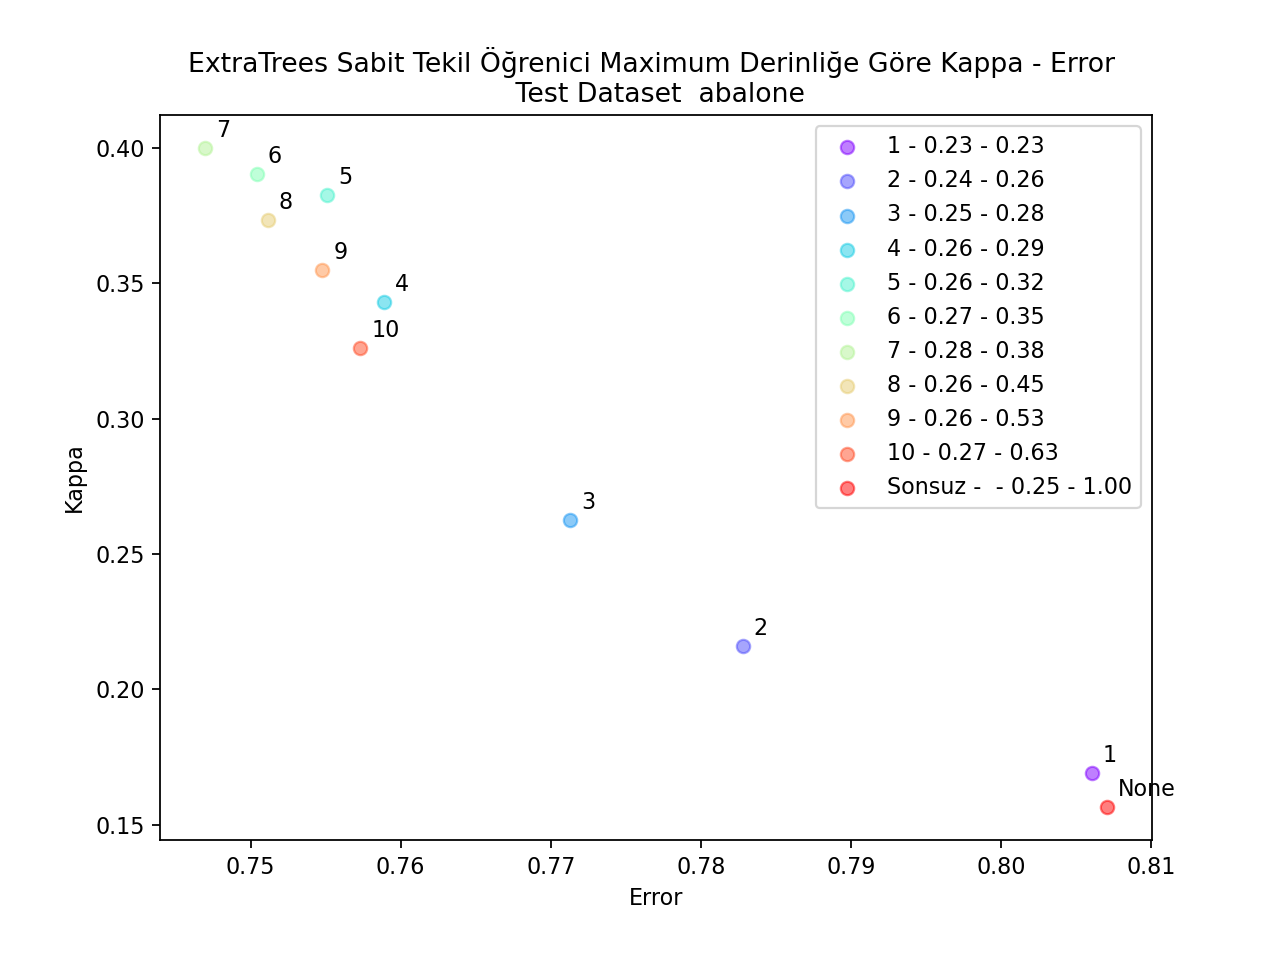 ExtraTrees Sabit Tekil Öğrenici Maximum Derinliğe Göre Kappa - Error
Test Dataset  abalone
Kappa
0.40
0.35
0.30
0.25
0.20
0.15
7
6
5
8
9
4
10
3
2
1
None
1 - 0.23 - 0.23
2 - 0.24 - 0.26
3 - 0.25 - 0.28
4 - 0.26 - 0.29
5 - 0.26 - 0.32
6 - 0.27 - 0.35
7 - 0.28 - 0.38
8 - 0.26 - 0.45
9 - 0.26 - 0.53
10 - 0.27 - 0.63
Sonsuz -  - 0.25 - 1.00
0.75 0.76 0.77 0.78 0.79 0.80 0.81
Error